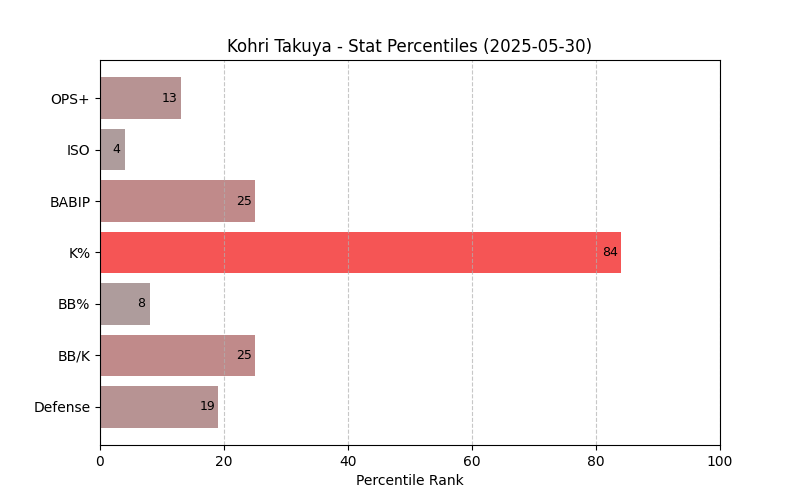 Kohri Takuya - Stat Percentiles (2025-05-30)
OPS+ 13
ISO 4
BABIP 25
K% 84
BB% 8
BB/K 25
Defense 19
0 20 40 60 80 100
Percentile Rank